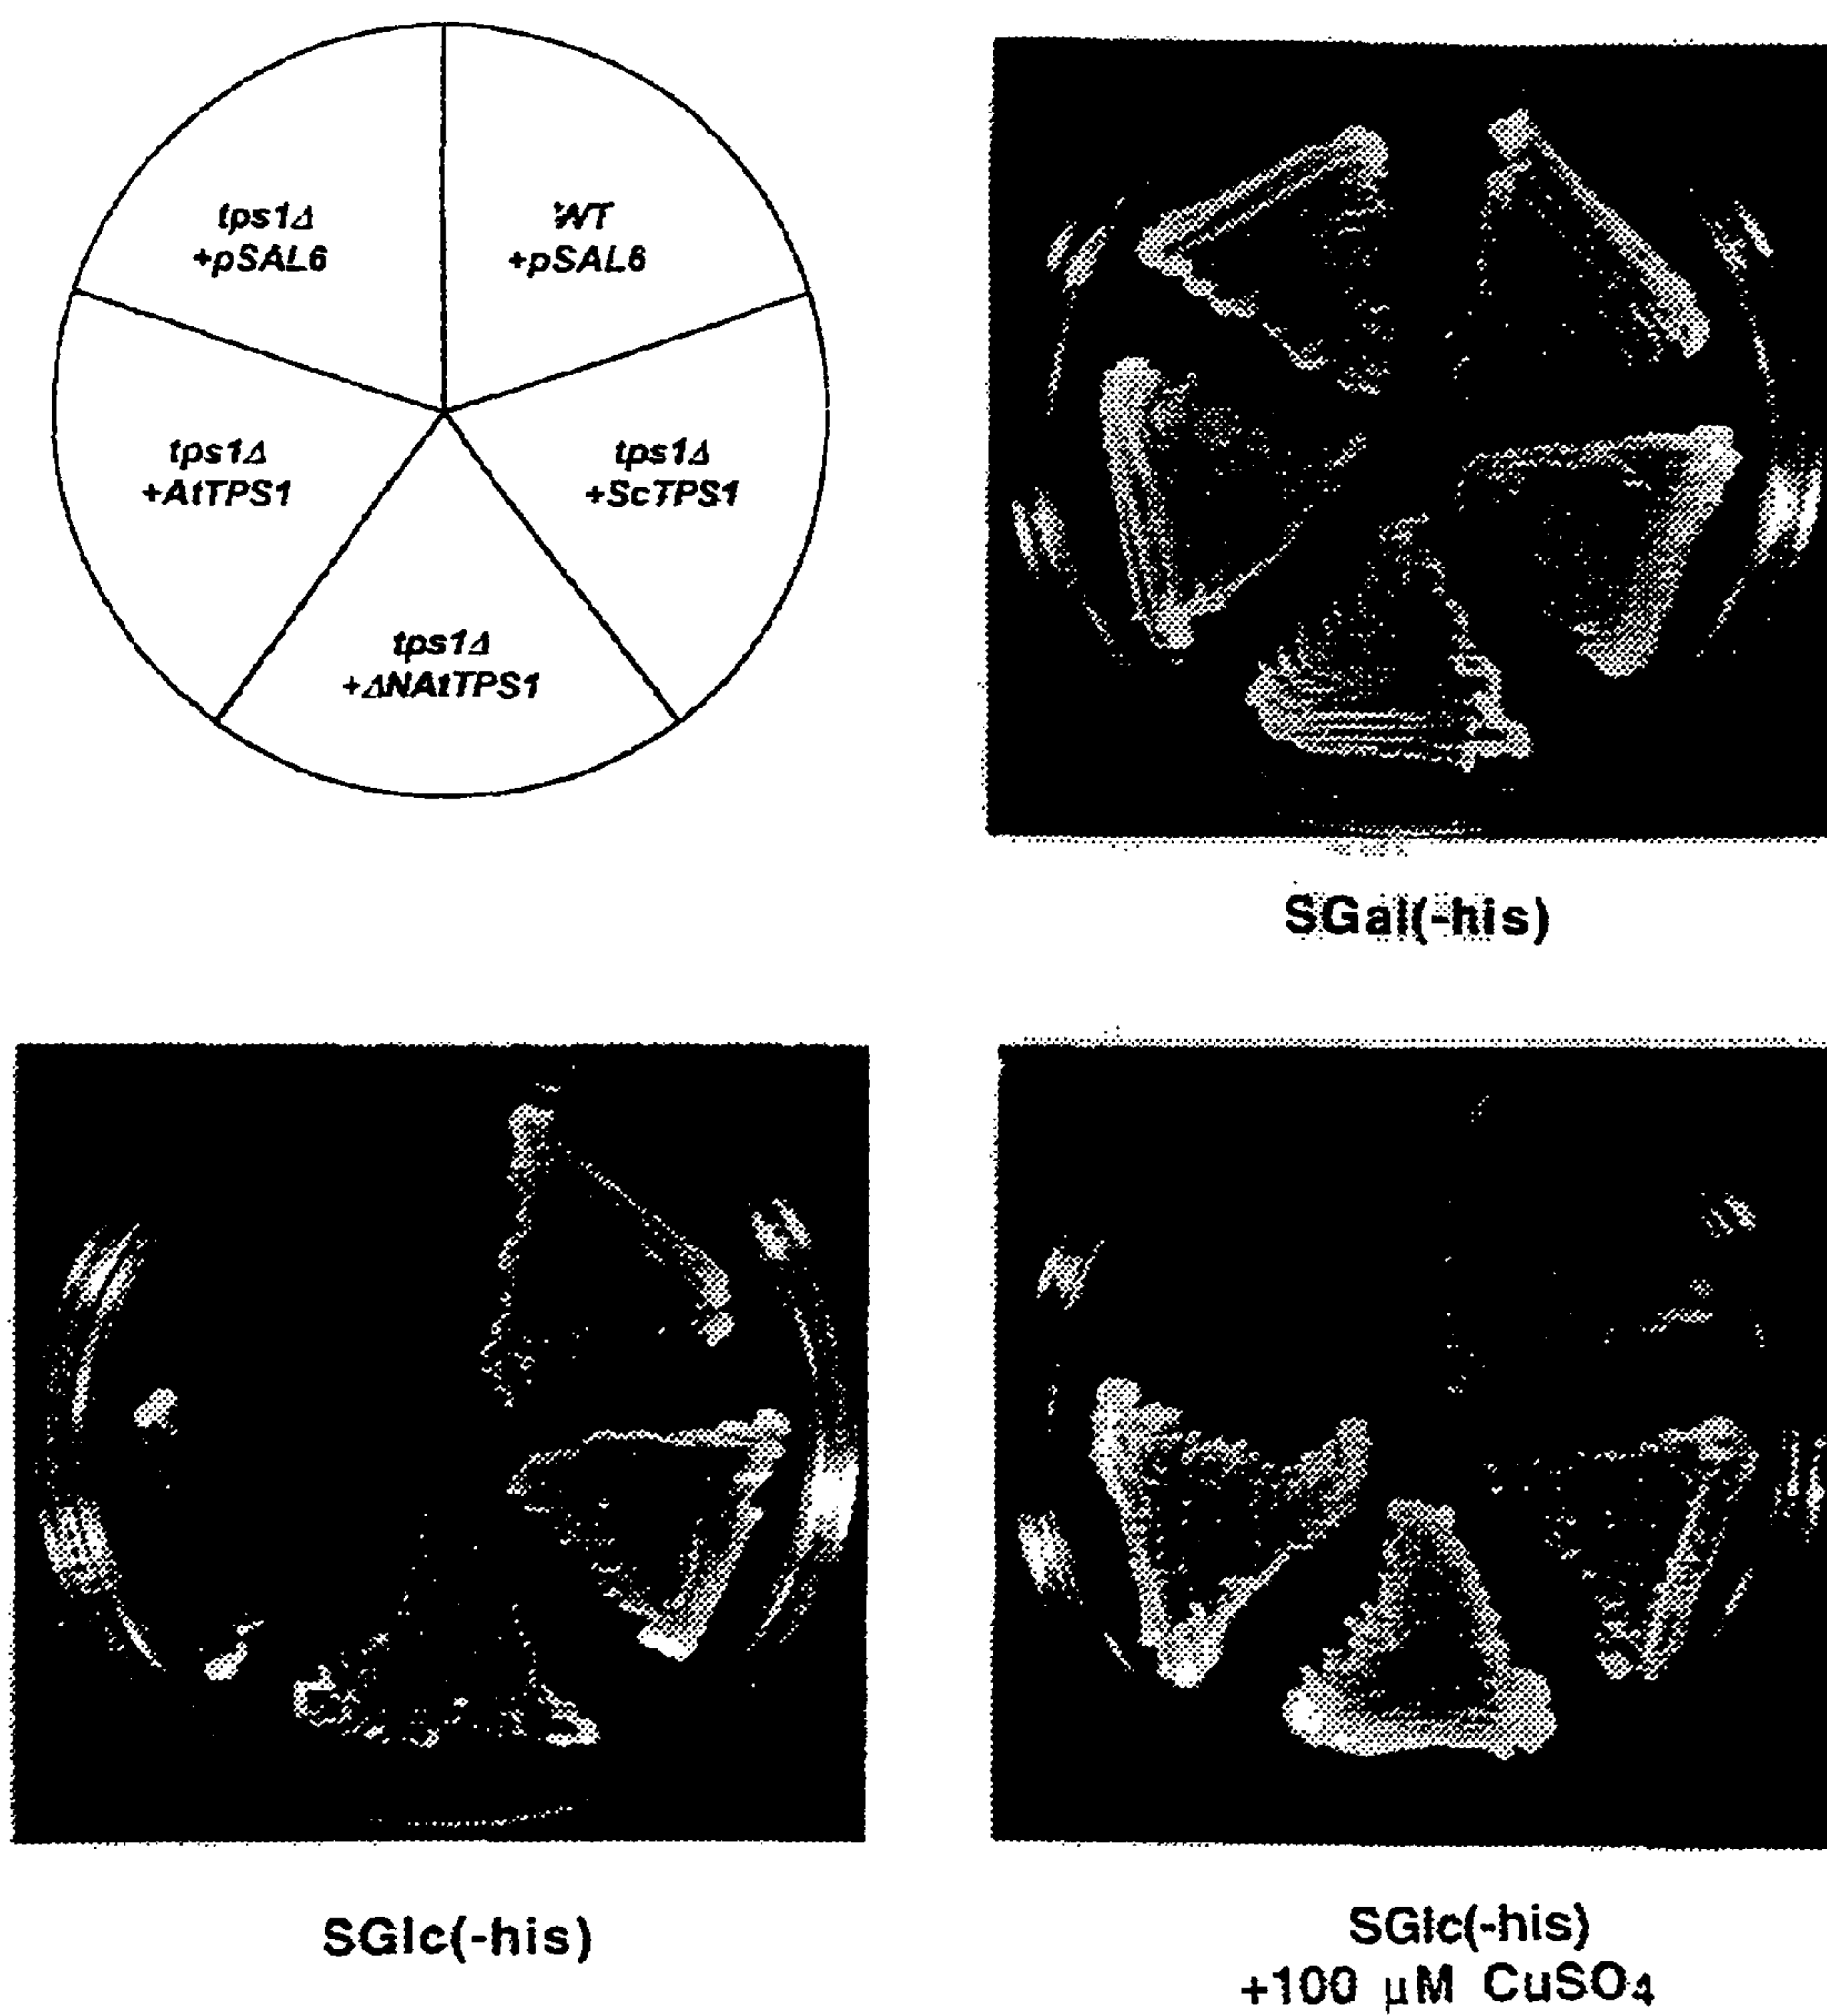 tps1Δ
+pSAL6
WT
+pSAL6
tps1Δ
+AtTPS1
tps1Δ
+ScTPS1
tps1Δ
+ΔNAtTPS1
SGal(-his)
SGlc(-his)
SGlc(-his)
+100 μM CuSO4